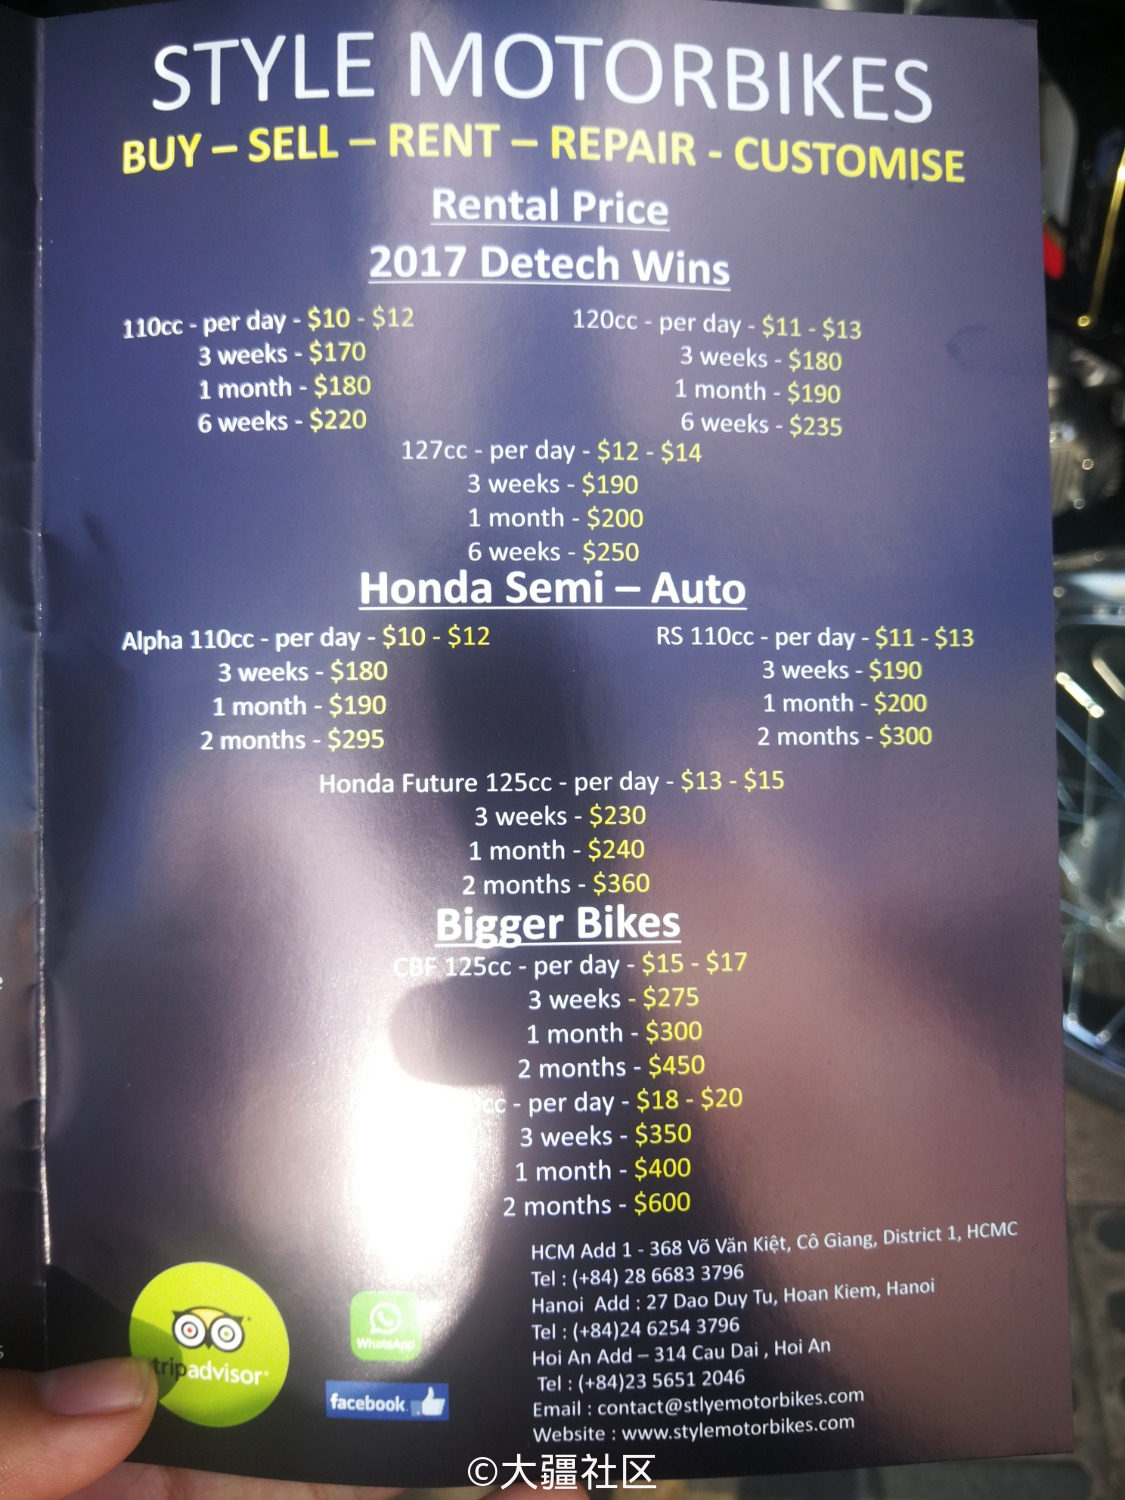 STYLE MOTORBIKES
BUY – SELL – RENT – REPAIR - CUSTOMISE
Rental Price
2017 Detech Wins
110cc - per day - $10 - $12
3 weeks - $170
1 month - $180
6 weeks - $220
120cc - per day - $11 - $13
3 weeks - $180
1 month - $190
6 weeks - $235
127cc - per day - $12 - $14
3 weeks - $190
1 month - $200
6 weeks - $250
Honda Semi – Auto
Alpha 110cc - per day - $10 - $12
3 weeks - $180
1 month - $190
2 months - $295
RS 110cc - per day - $11 - $13
3 weeks - $190
1 month - $200
2 months - $300
Honda Future 125cc - per day - $13 - $15
3 weeks - $230
1 month - $240
2 months - $360
Bigger Bikes
CBF 125cc - per day - $15 - $17
3 weeks - $275
1 month - $300
2 months - $450
- per day - $18 - $20
3 weeks - $350
1 month - $400
2 months - $600
HCM Add 1 - 368 Võ Văn Kiệt, Cô Giang, District 1, HCMC
Tel : (+84) 28 6683 3796
Hanoi Add : 27 Dao Duy Tu, Hoan Kiem, Hanoi
Tel : (+84)24 6254 3796
Hoi An Add – 314 Cau Dai , Hoi An
Tel : (+84)23 5651 2046
Email : contact@stlyemotorbikes.com
Website : www.stylemotorbikes.com
tripadvisor®
WhatsApp
facebook
©大疆社区